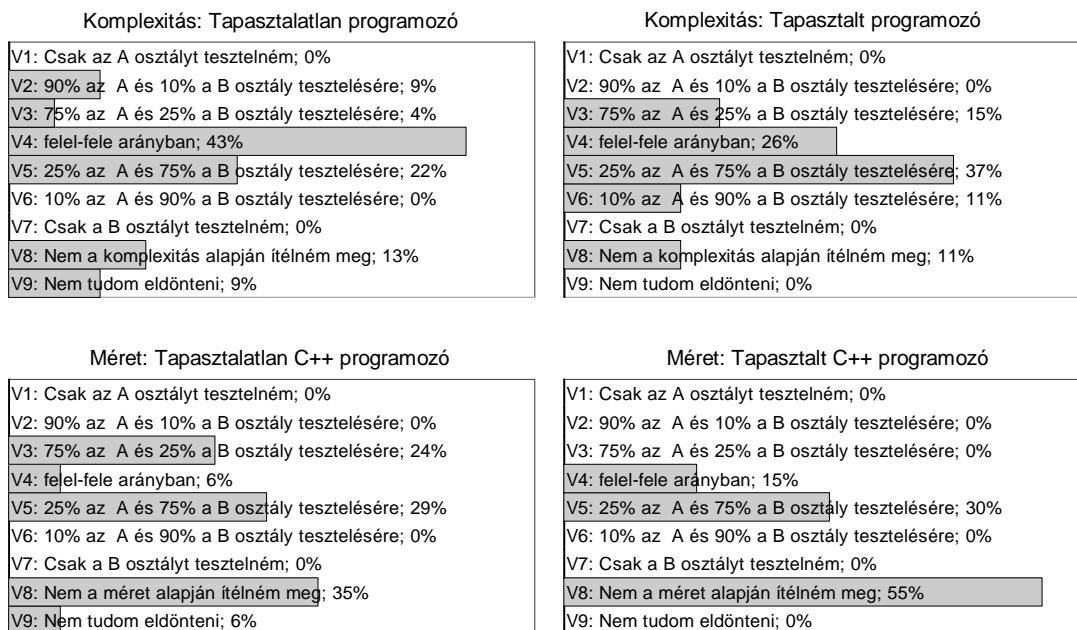 Komplexitás: Tapasztalatlan programozó
V1: Csak az A osztályt tesztelném; 0%
V2: 90% az A és 10% a B osztály tesztelésére; 9%
V3: 75% az A és 25% a B osztály tesztelésére; 4%
V4: felel-fele arányban; 43%
V5: 25% az A és 75% a B osztály tesztelésére; 22%
V6: 10% az A és 90% a B osztály tesztelésére; 0%
V7: Csak a B osztályt tesztelném; 0%
V8: Nem a komplexitás alapján ítélném meg; 13%
V9: Nem tudom eldönteni; 9%
Komplexitás: Tapasztalt programozó
V1: Csak az A osztályt tesztelném; 0%
V2: 90% az A és 10% a B osztály tesztelésére; 0%
V3: 75% az A és 25% a B osztály tesztelésére; 15%
V4: felel-fele arányban; 26%
V5: 25% az A és 75% a B osztály tesztelésére; 37%
V6: 10% az A és 90% a B osztály tesztelésére; 11%
V7: Csak a B osztályt tesztelném; 0%
V8: Nem a komplexitás alapján ítélném meg; 11%
V9: Nem tudom eldönteni; 0%
Méret: Tapasztalatlan C++ programozó
V1: Csak az A osztályt tesztelném; 0%
V2: 90% az A és 10% a B osztály tesztelésére; 0%
V3: 75% az A és 25% a B osztály tesztelésére; 24%
V4: felel-fele arányban; 6%
V5: 25% az A és 75% a B osztály tesztelésére; 29%
V6: 10% az A és 90% a B osztály tesztelésére; 0%
V7: Csak a B osztályt tesztelném; 0%
V8: Nem a méret alapján ítélném meg; 35%
V9: Nem tudom eldönteni; 6%
Méret: Tapasztalt C++ programozó
V1: Csak az A osztályt tesztelném; 0%
V2: 90% az A és 10% a B osztály tesztelésére; 0%
V3: 75% az A és 25% a B osztály tesztelésére; 0%
V4: felel-fele arányban; 15%
V5: 25% az A és 75% a B osztály tesztelésére; 30%
V6: 10% az A és 90% a B osztály tesztelésére; 0%
V7: Csak a B osztályt tesztelném; 0%
V8: Nem a méret alapján ítélném meg; 55%
V9: Nem tudom eldönteni; 0%